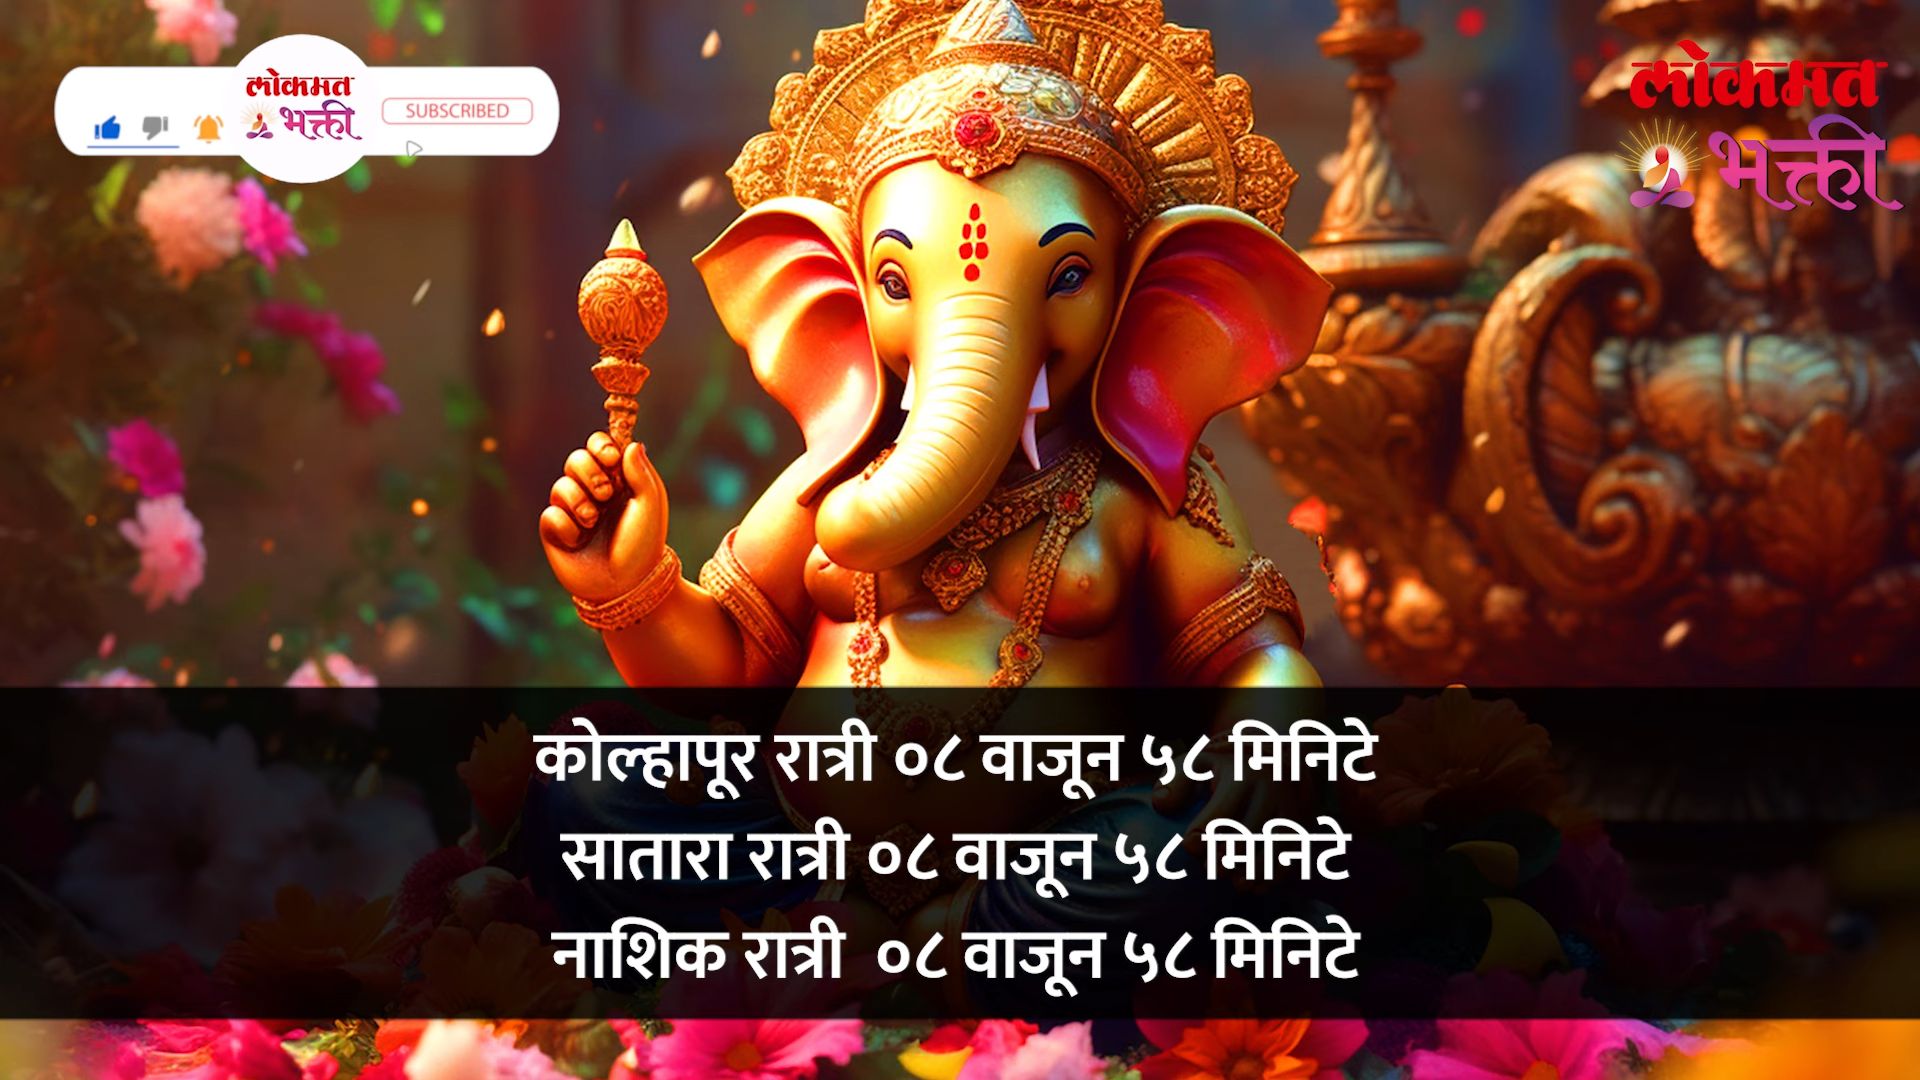 लोकमत
भक्ती
SUBSCRIBED
लोकमत
भक्ती
कोल्हापूर रात्री ०८ वाजून ५८ मिनिटे
सातारा रात्री ०८ वाजून ५८ मिनिटे
नाशिक रात्री ०८ वाजून ५८ मिनिटे